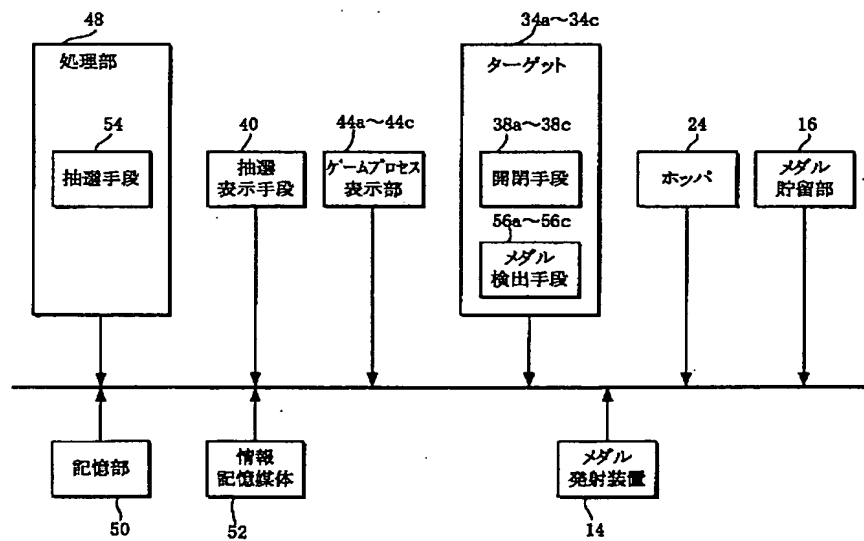 48
処理部
54
抽選手段
40
抽選
表示手段
44a～44c
ゲームプロセス
表示部
34a～34c
ターゲット
38a～38c
開閉手段
56a～56c
メダル
検出手段
24
ホッパ
16
メダル
貯留部
記憶部
50
情報
記憶媒体
52
メダル
発射装置
14